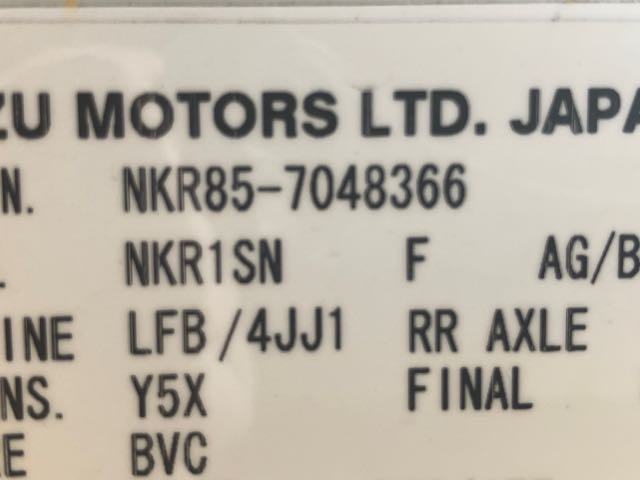 ZU MOTORS LTD. JAPA
N. NKR85-7048366
. NKR1SN F AG/B
INE LFB/4JJ1 RR AXLE
NS. Y5X FINAL
E BVC